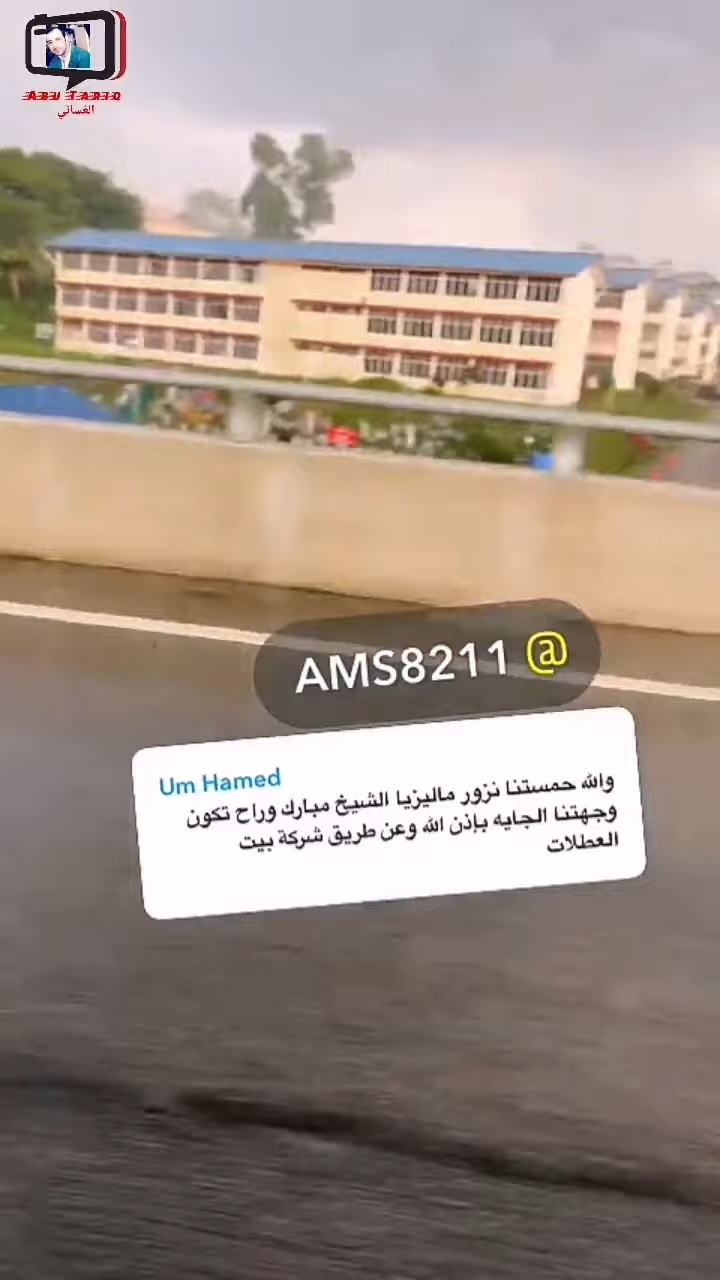 ABU TARIQ
الغساني
AMS8211 @
Um Hamed
والله حمستنا نزور ماليزيا الشيخ مبارك وراح تكون
وجهتنا الجايه بإذن الله وعن طريق شركة بيت
العطلات